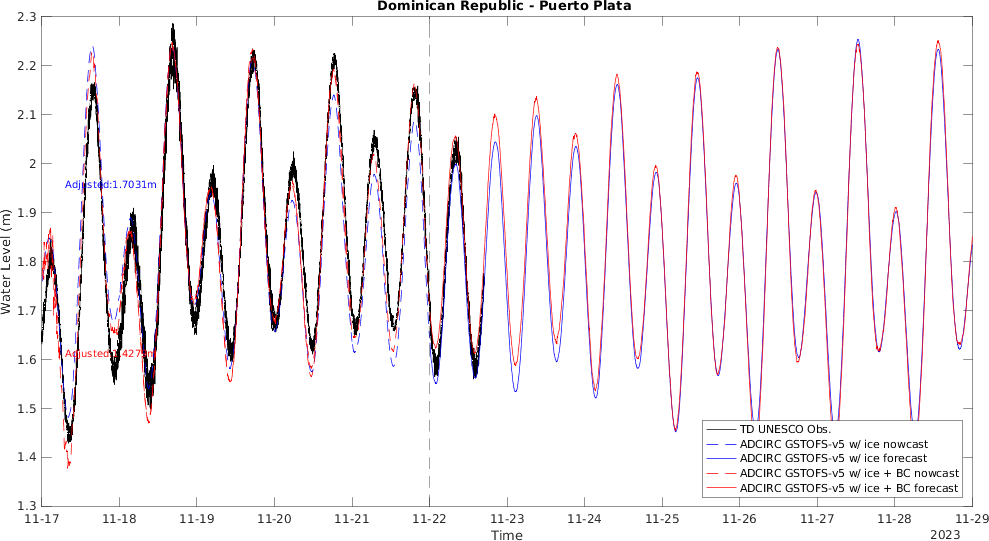 Dominican Republic - Puerto Plata
2.3
2.2
2.1
2
1.9
1.8
1.7
1.6
1.5
1.4
1.3
Water Level (m)
Adjusted:1.7031m
TD UNESCO Obs.
ADCIRC GSTOFS-v5 w/ ice nowcast
ADCIRC GSTOFS-v5 w/ ice forecast
ADCIRC GSTOFS-v5 w/ ice + BC nowcast
ADCIRC GSTOFS-v5 w/ ice + BC forecast
11-17 11-18 11-19 11-20 11-21 11-22 11-23 11-24 11-25 11-26 11-27 11-28 11-29
Time
2023